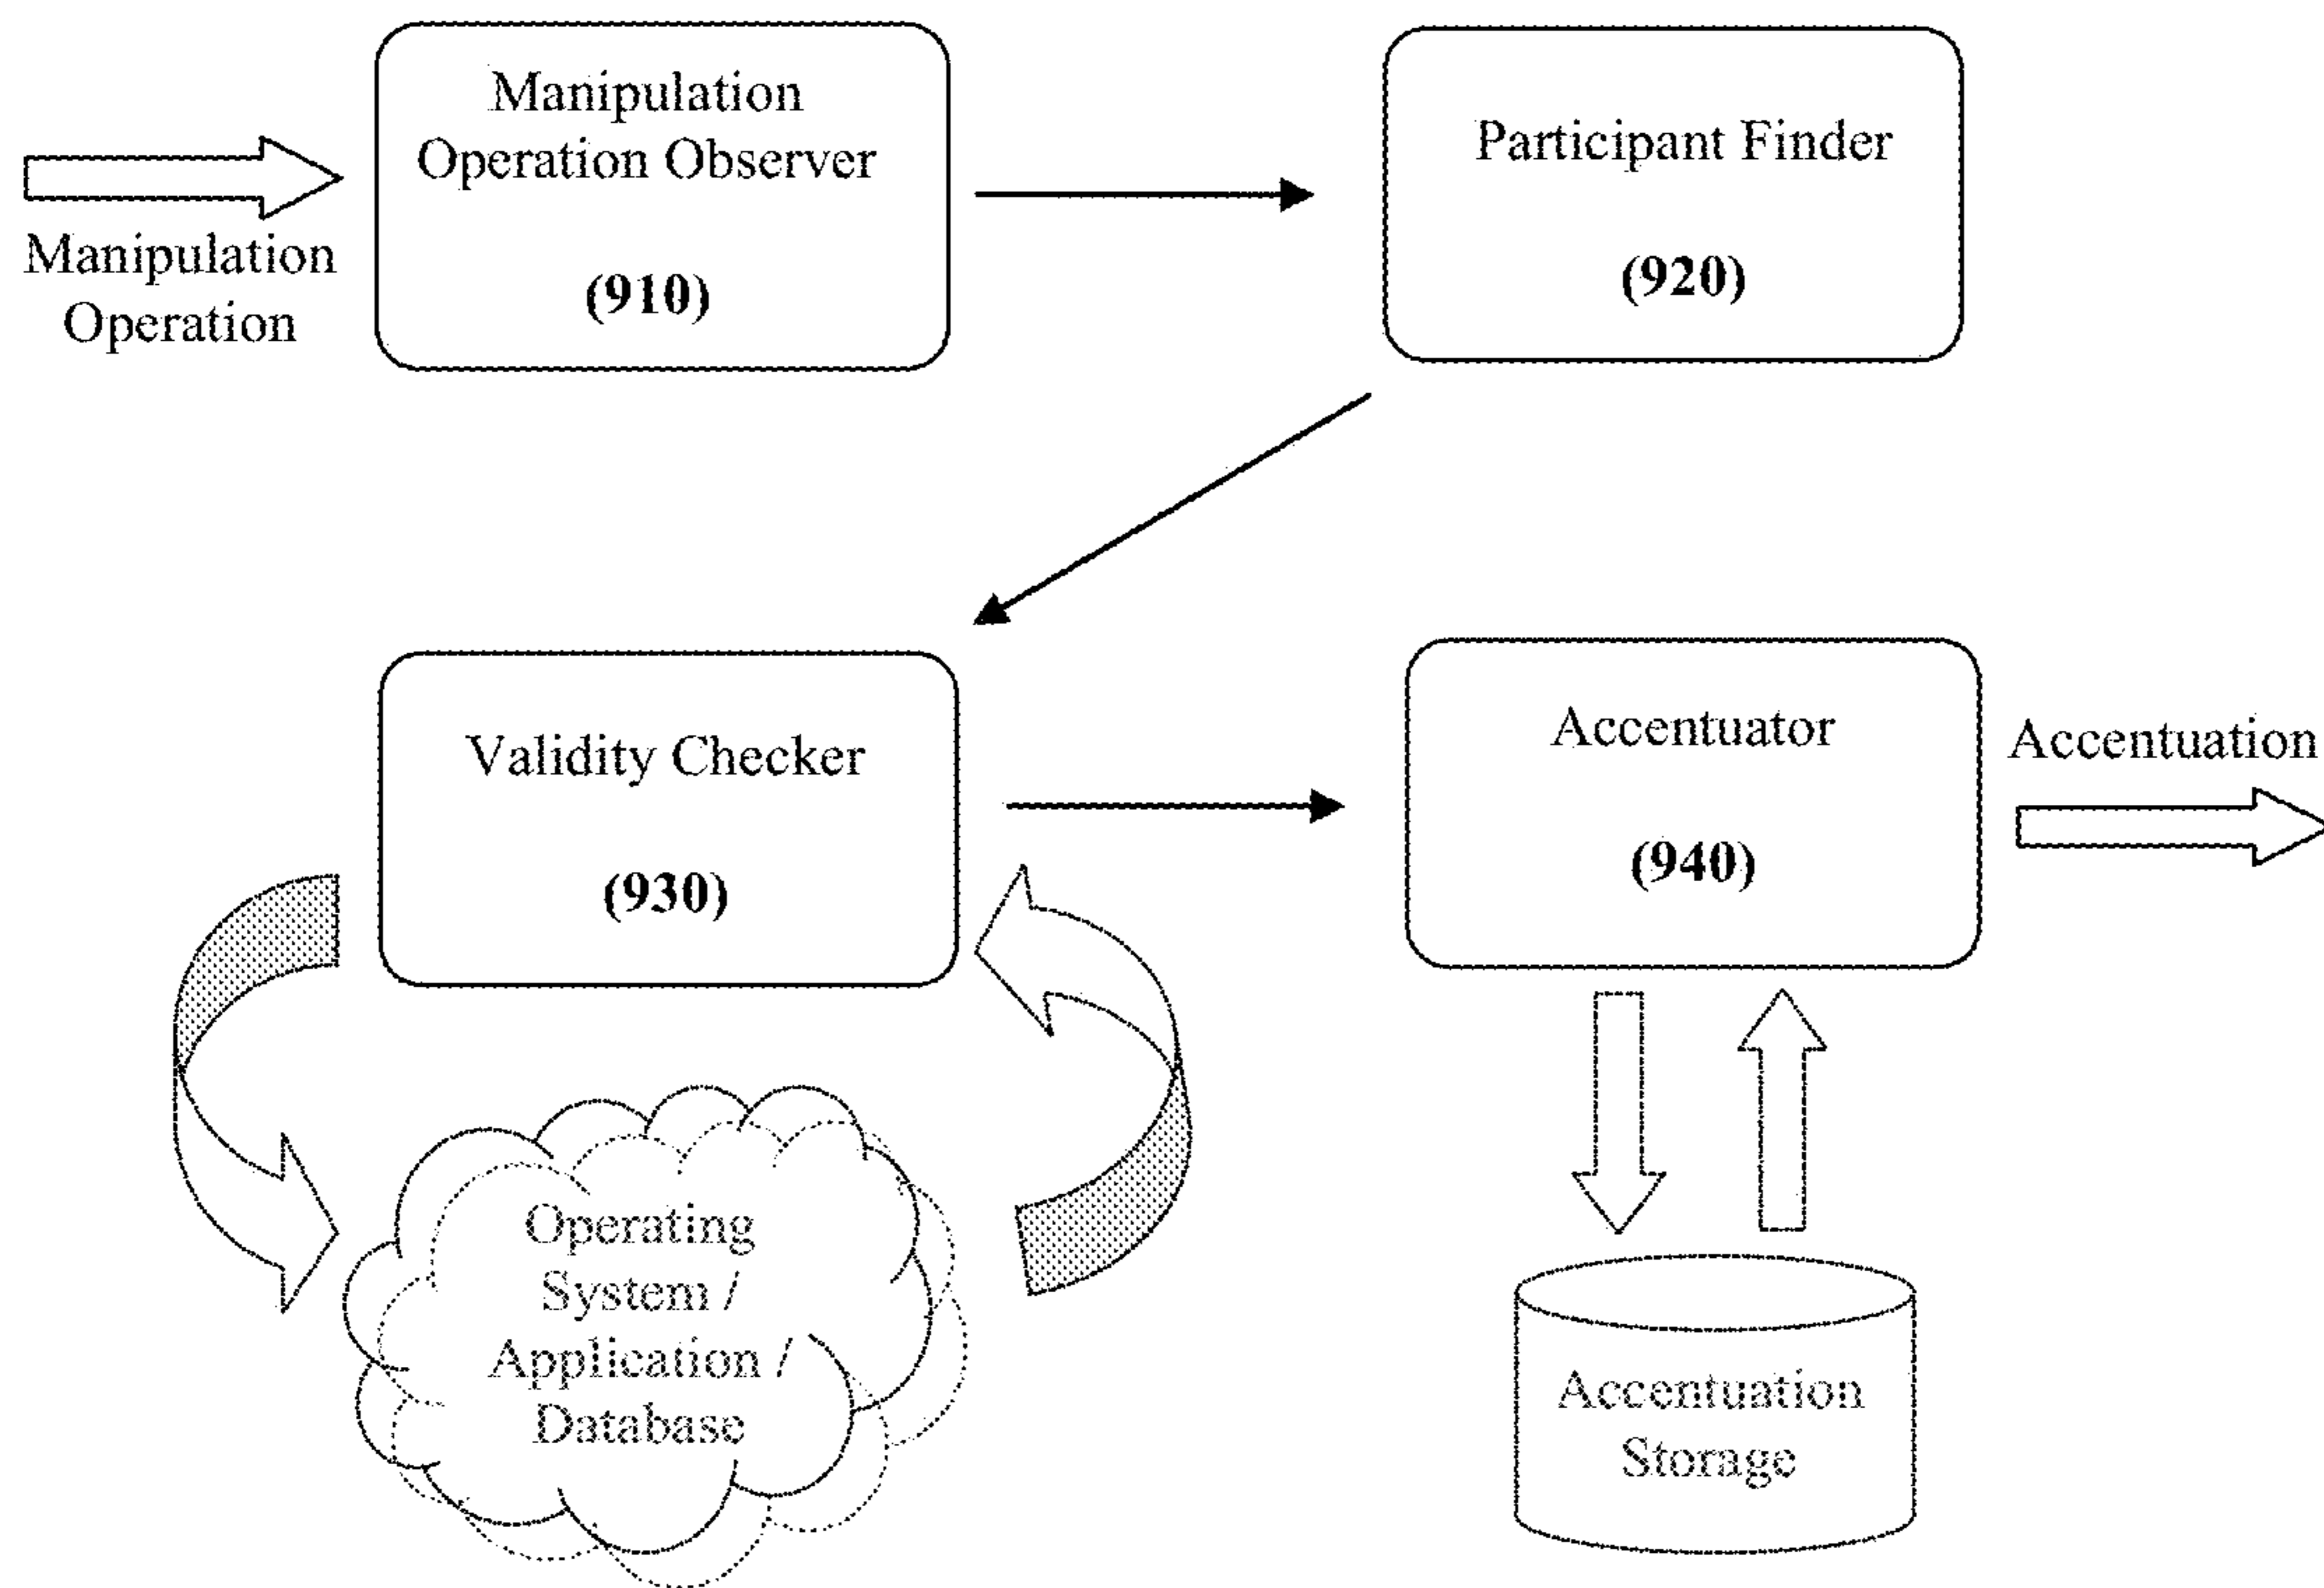 Manipulation
Operation
Manipulation
Operation Observer
(910)
Participant Finder
(920)
Validity Checker
(930)
Accentuator
(940)
Accentuation
Operating
System /
Application /
Database
Accentuation
Storage